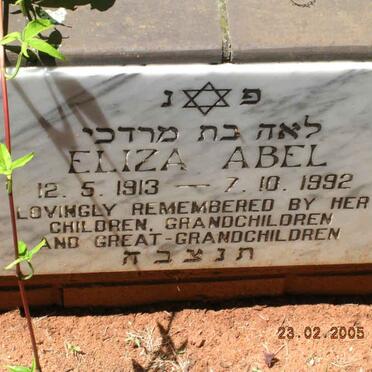 פ ✡ נ
לאה בת מרדכי
ELIZA ABEL
12. 5. 1913 — 7. 10. 1992
LOVINGLY REMEMBERED BY HER
CHILDREN, GRANDCHILDREN
AND GREAT-GRANDCHILDREN
תנצבה
23.02.2005